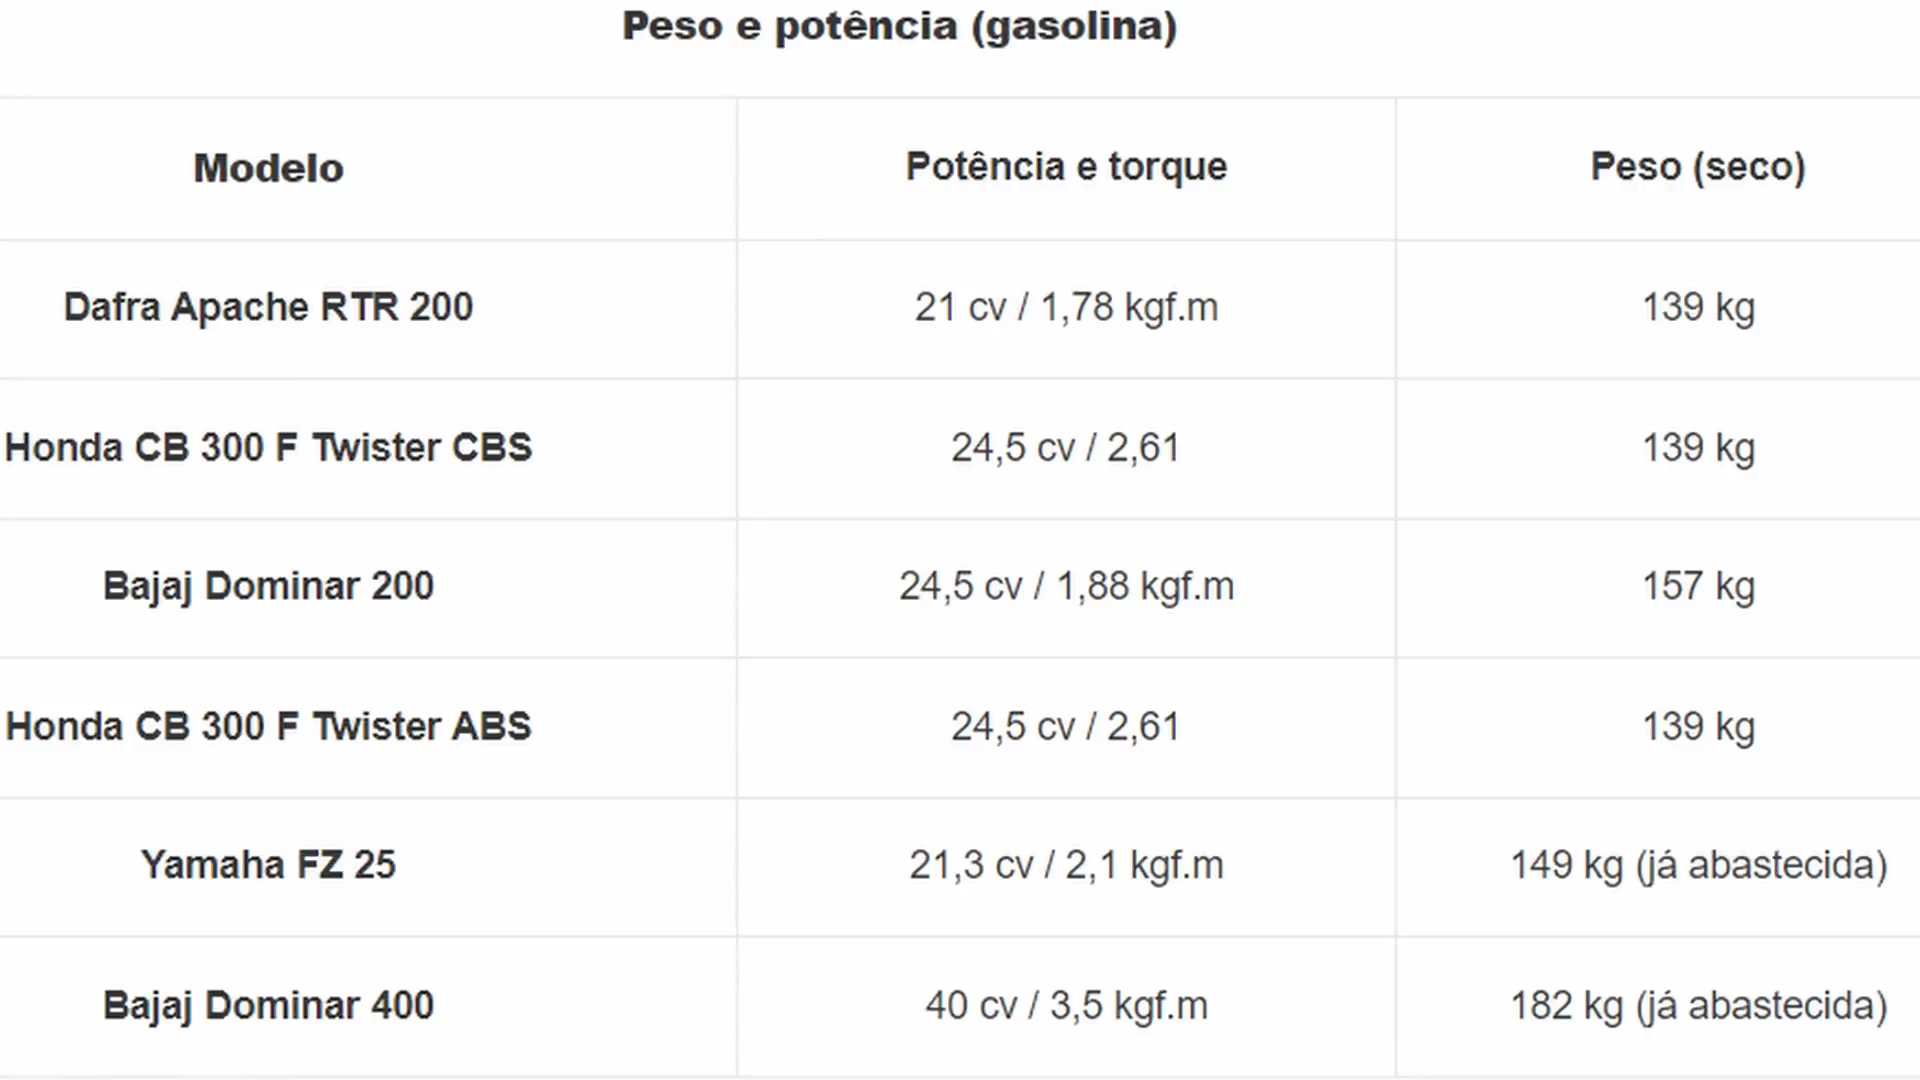 Peso e potência (gasolina)
Modelo Potência e torque Peso (seco)
Dafra Apache RTR 200 21 cv / 1,78 kgf.m 139 kg
Honda CB 300 F Twister CBS 24,5 cv / 2,61 139 kg
Bajaj Dominar 200 24,5 cv / 1,88 kgf.m 157 kg
Honda CB 300 F Twister ABS 24,5 cv / 2,61 139 kg
Yamaha FZ 25 21,3 cv / 2,1 kgf.m 149 kg (já abastecida)
Bajaj Dominar 400 40 cv / 3,5 kgf.m 182 kg (já abastecida)